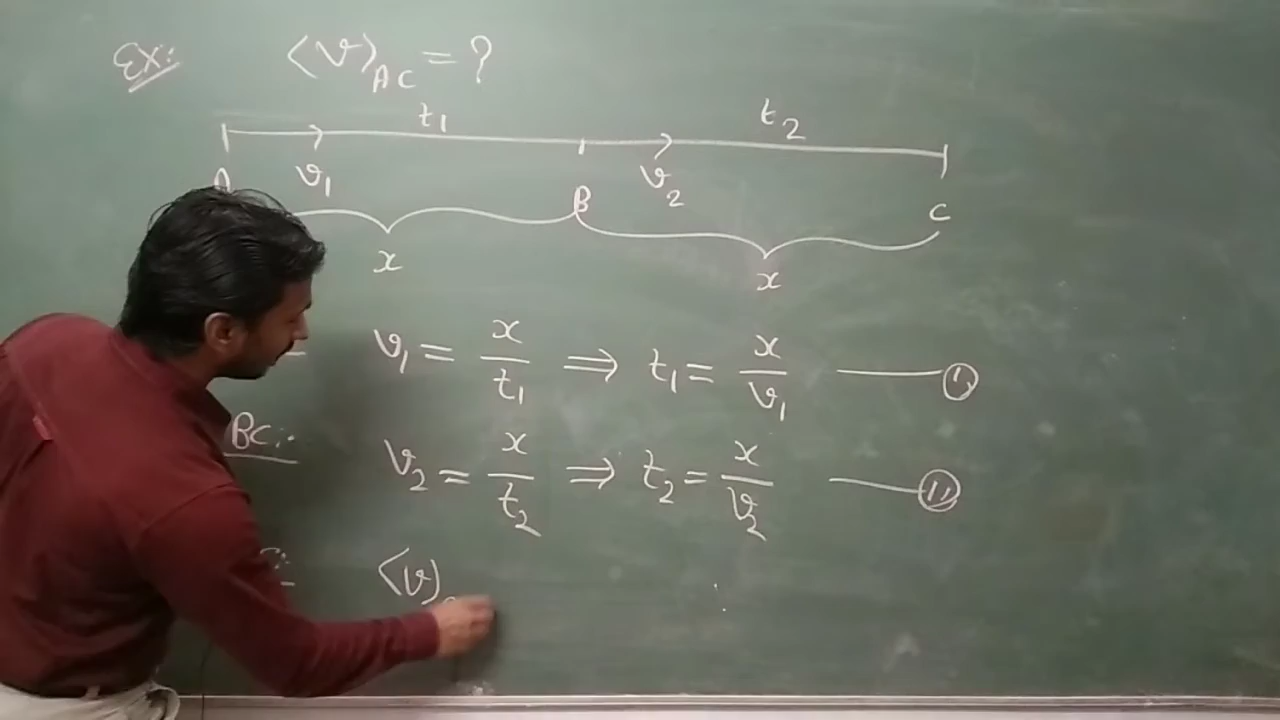 Ex:- ⟨v⟩AC = ?
t₁ t₂
A v₁ B v₂ C
x x
v₁ = x/t₁ ⟹ t₁ = x/v₁ —— (i)
BC:- v₂ = x/t₂ ⟹ t₂ = x/v₂ —— (ii)
⟨v⟩